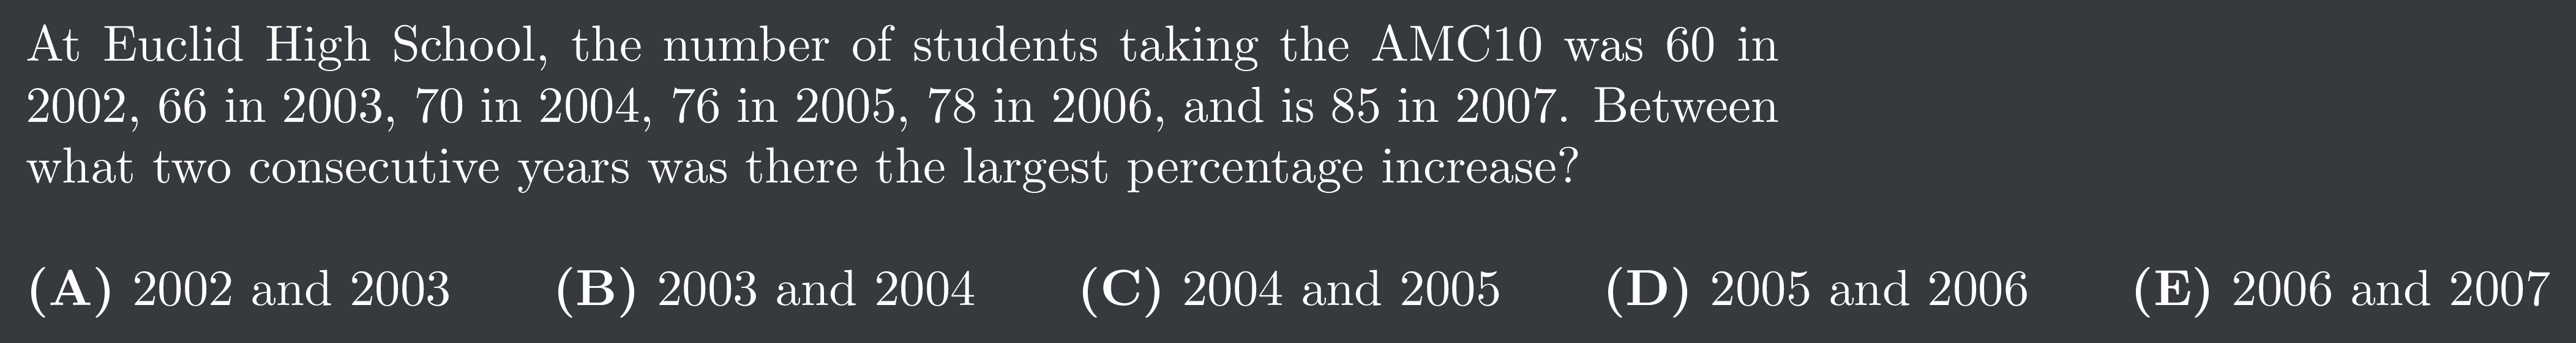 At Euclid High School, the number of students taking the AMC10 was 60 in
2002, 66 in 2003, 70 in 2004, 76 in 2005, 78 in 2006, and is 85 in 2007. Between
what two consecutive years was there the largest percentage increase?
(A) 2002 and 2003 (B) 2003 and 2004 (C) 2004 and 2005 (D) 2005 and 2006 (E) 2006 and 2007